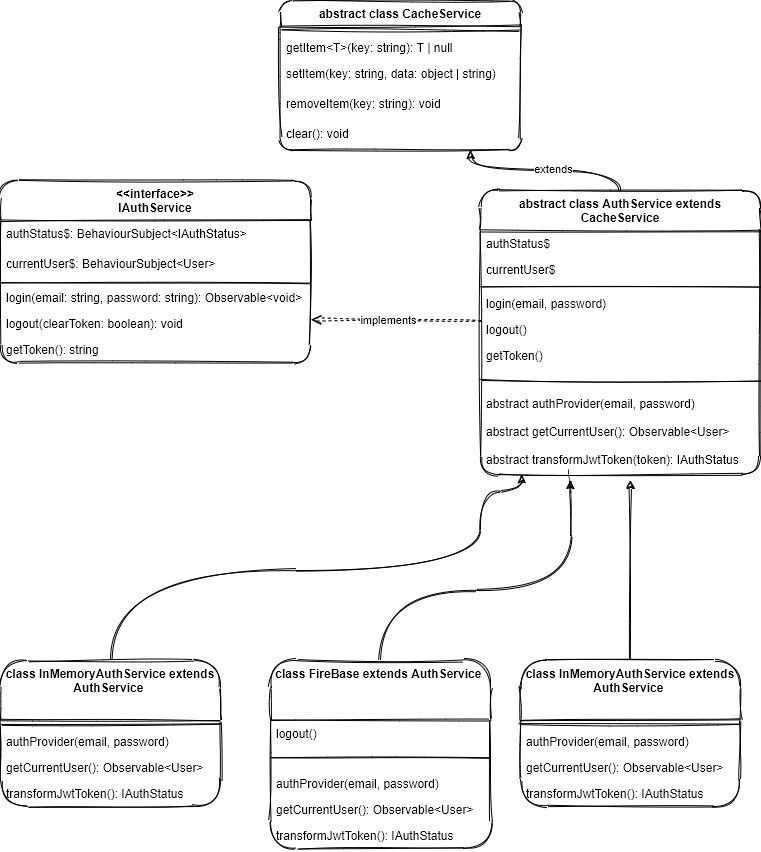 abstract class CacheService
getItem<T>(key: string): T | null
setItem(key: string, data: object | string)
removeItem(key: string): void
clear(): void
extends
<<interface>>
IAuthService
authStatus$: BehaviourSubject<IAuthStatus>
currentUser$: BehaviourSubject<User>
login(email: string, password: string): Observable<void>
logout(clearToken: boolean): void
getToken(): string
implements
abstract class AuthService extends
CacheService
authStatus$
currentUser$
login(email, password)
logout()
getToken()
abstract authProvider(email, password)
abstract getCurrentUser(): Observable<User>
abstract transformJwtToken(token): IAuthStatus
class InMemoryAuthService extends
AuthService
authProvider(email, password)
getCurrentUser(): Observable<User>
transformJwtToken(): IAuthStatus
class FireBase extends AuthService
logout()
authProvider(email, password)
getCurrentUser(): Observable<User>
transformJwtToken(): IAuthStatus
class InMemoryAuthService extends
AuthService
authProvider(email, password)
getCurrentUser(): Observable<User>
transformJwtToken(): IAuthStatus